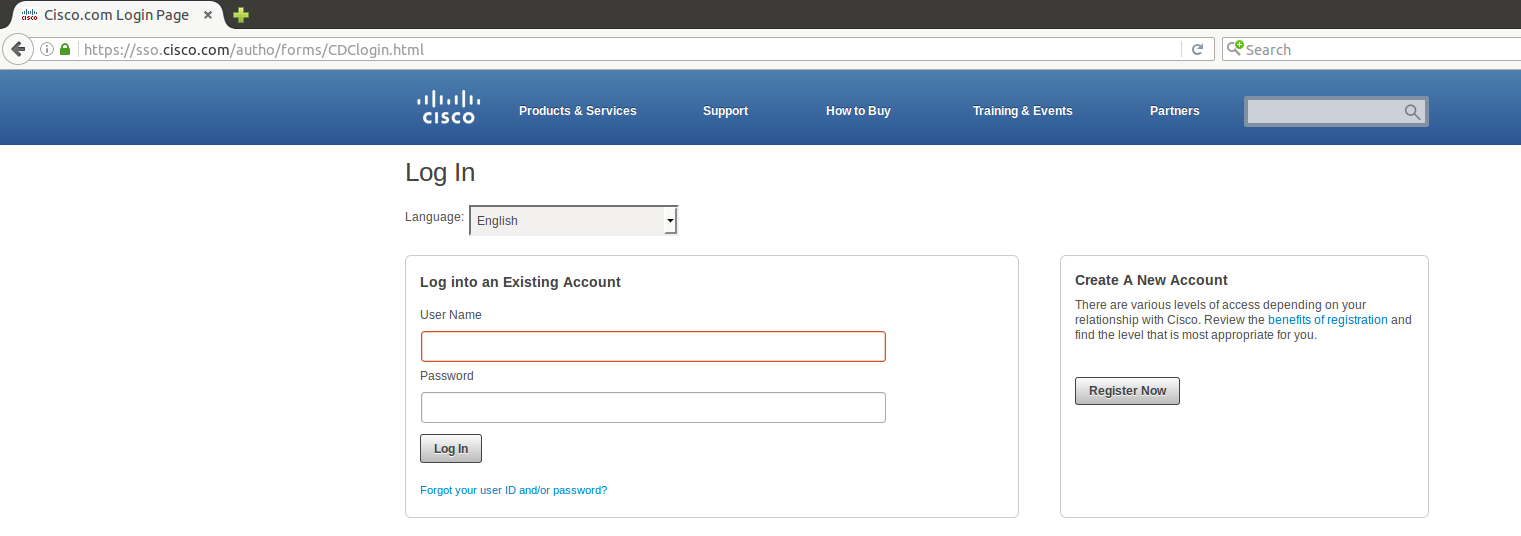 Cisco.com Login Page
https://sso.cisco.com/autho/forms/CDClogin.html
Search
CISCO
Products & Services
Support
How to Buy
Training & Events
Partners
Log In
Language:
English
Log into an Existing Account
User Name
Password
Log In
Forgot your user ID and/or password?
Create A New Account
There are various levels of access depending on your
relationship with Cisco. Review the benefits of registration and
find the level that is most appropriate for you.
Register Now